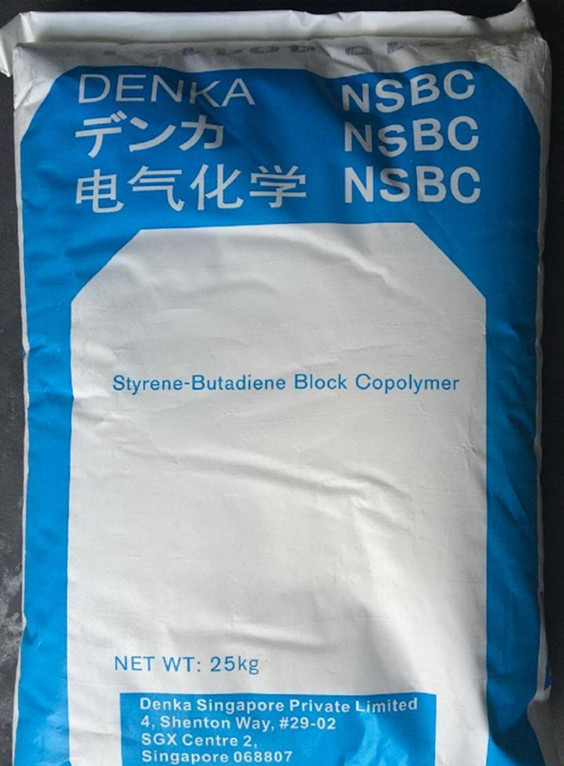 DENKA NSBC
デンカ NSBC
电气化学 NSBC
Styrene-Butadiene Block Copolymer
NET WT: 25kg
Denka Singapore Private Limited
4, Shenton Way, #29-02
SGX Centre 2,
Singapore 068807